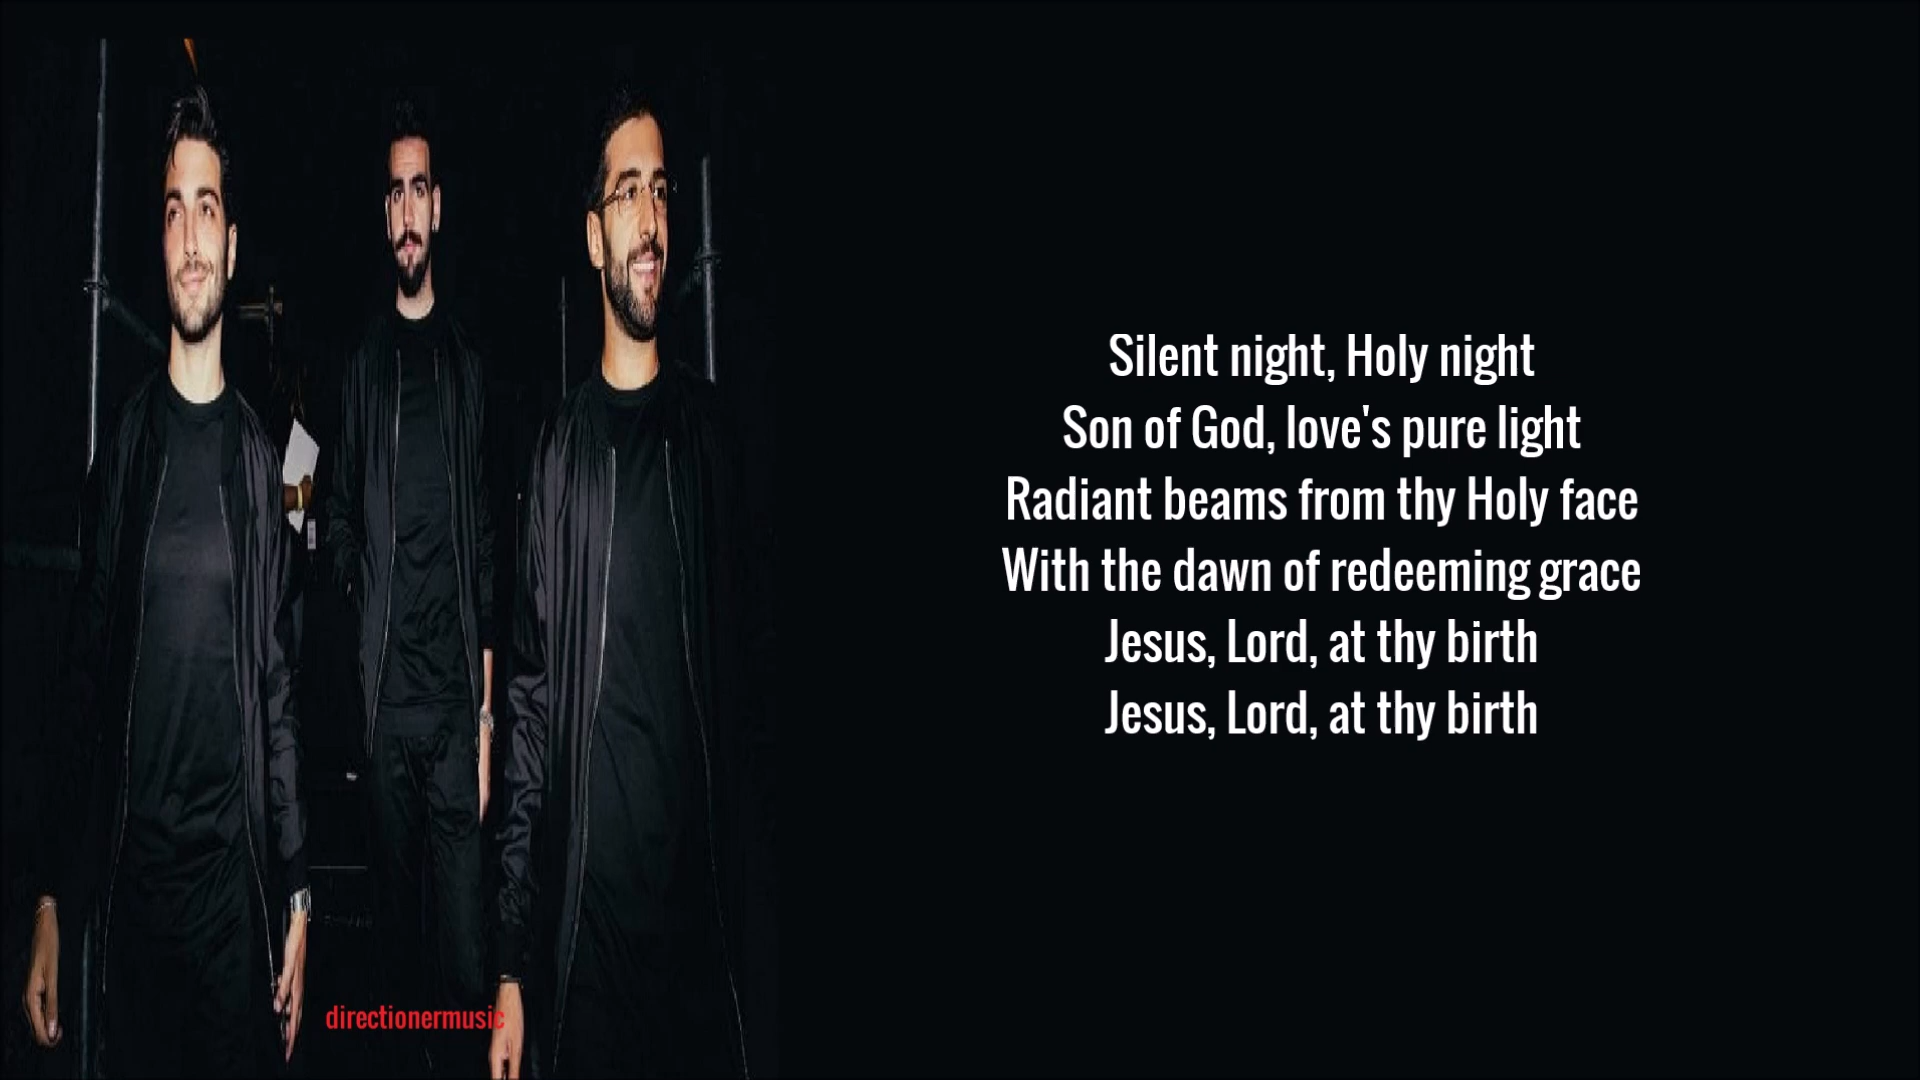 Silent night, Holy night
Son of God, love's pure light
Radiant beams from thy Holy face
With the dawn of redeeming grace
Jesus, Lord, at thy birth
Jesus, Lord, at thy birth
directionermusic